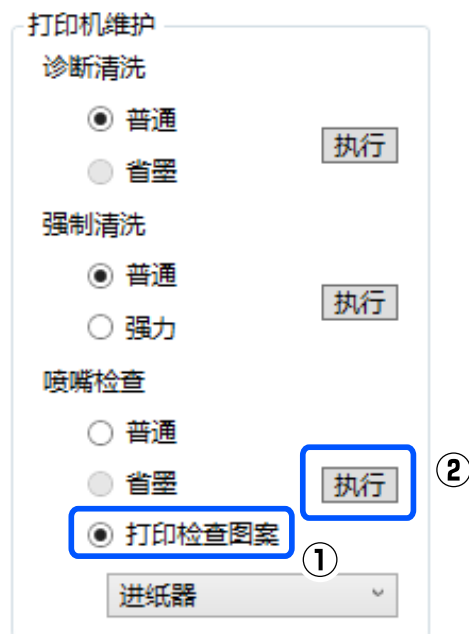 打印机维护
诊断清洗
普通
执行
省墨
强制清洗
普通
执行
强力
喷嘴检查
普通
省墨
执行
②
打印检查图案
①
进纸器